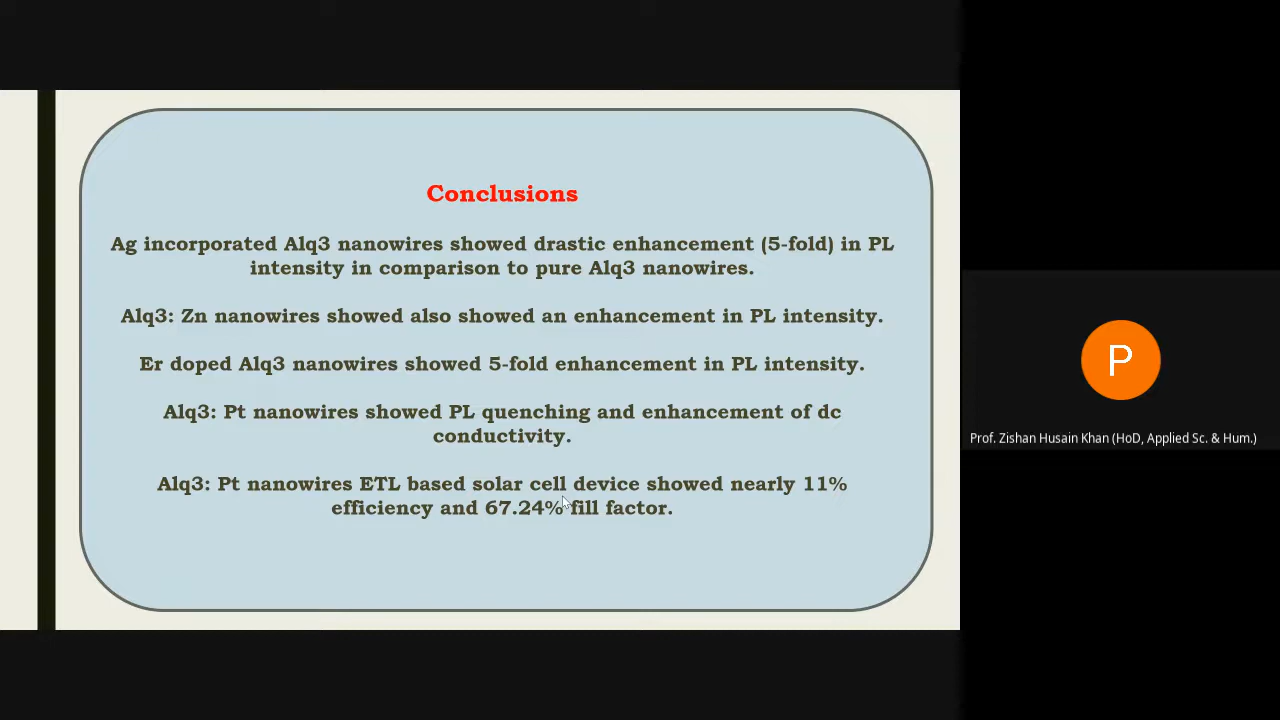 Conclusions
Ag incorporated Alq3 nanowires showed drastic enhancement (5-fold) in PL
intensity in comparison to pure Alq3 nanowires.
Alq3: Zn nanowires showed also showed an enhancement in PL intensity.
Er doped Alq3 nanowires showed 5-fold enhancement in PL intensity.
Alq3: Pt nanowires showed PL quenching and enhancement of dc
conductivity.
Alq3: Pt nanowires ETL based solar cell device showed nearly 11%
efficiency and 67.24% fill factor.
P
Prof. Zishan Husain Khan (HoD, Applied Sc. & Hum.)